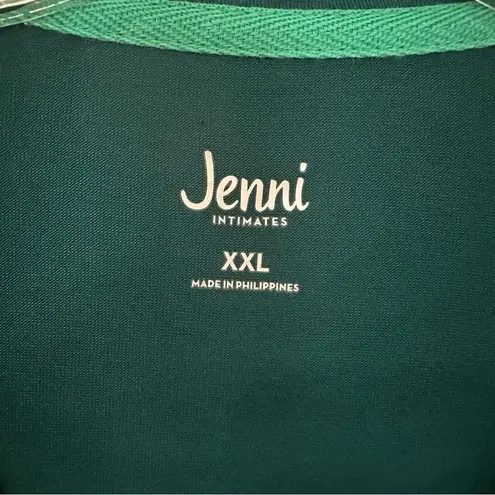 Jenni
INTIMATES
XXL
MADE IN PHILIPPINES